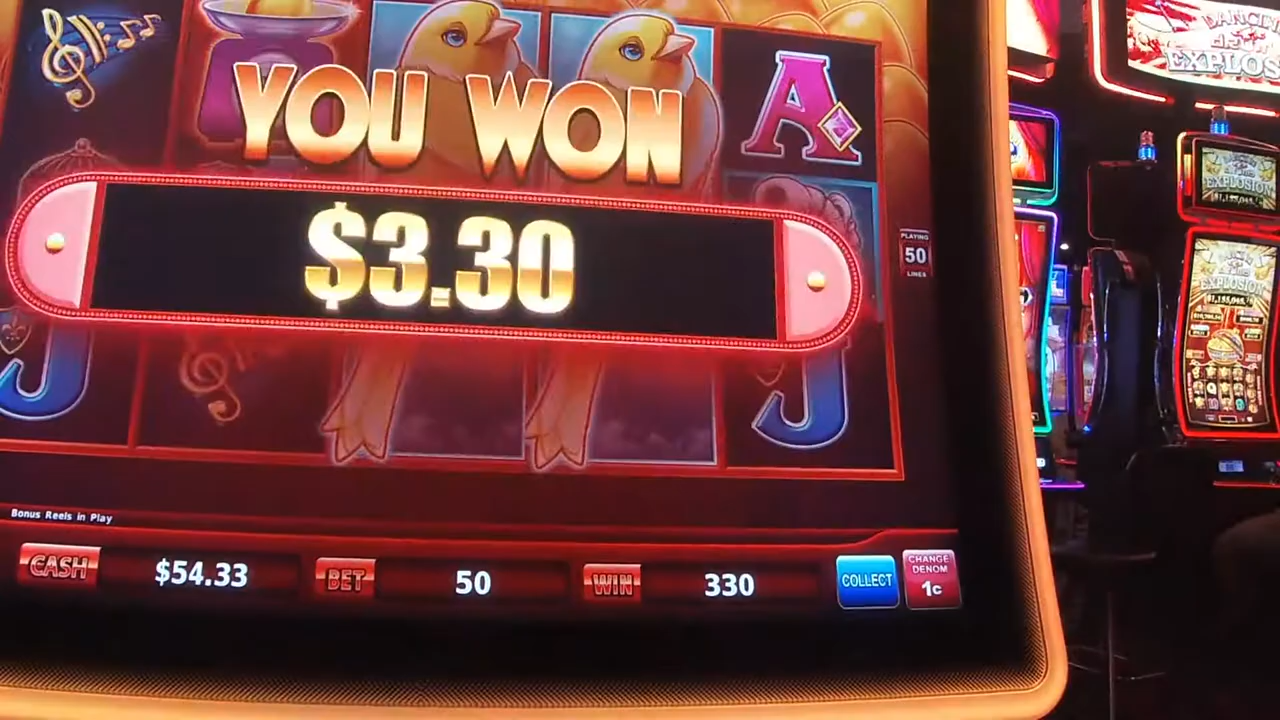 YOU WON
$3.30
A
PLAYING
50
LINES
J
J
Bonus Reels in Play
CASH
$54.33
BET
50
WIN
330
COLLECT
CHANGE
DENOM
1c
EXPLOSION
EXPLOSION